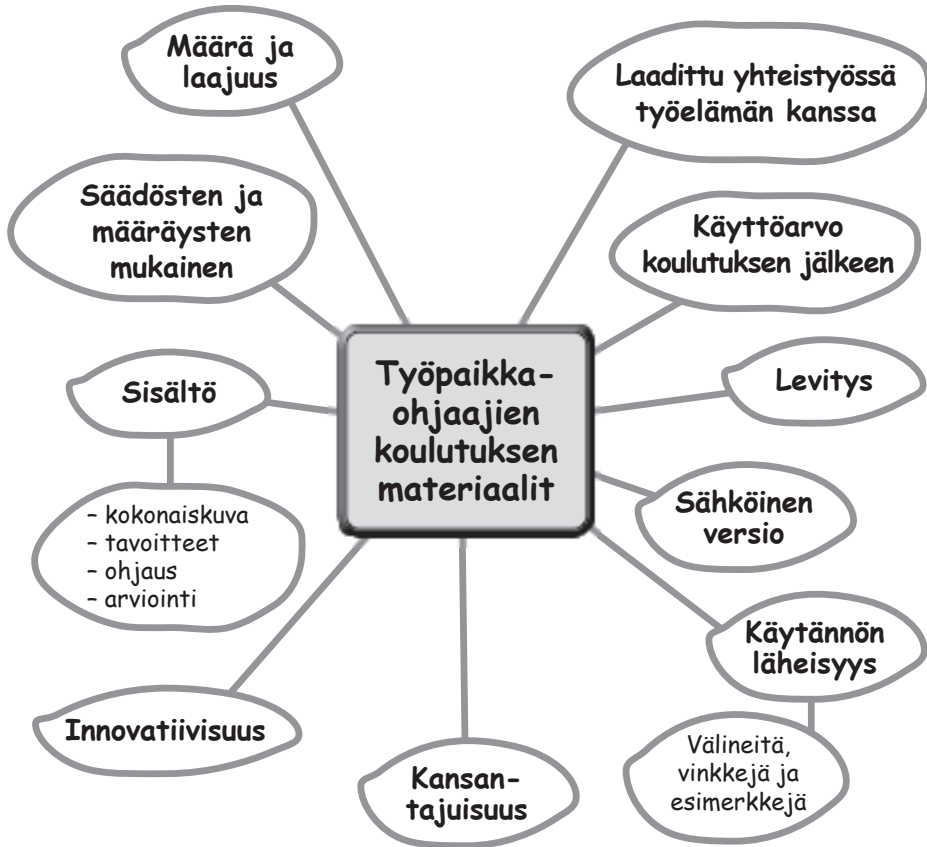 Määrä ja
laajuus
Laadittu yhteistyössä
työelämän kanssa
Säädösten ja
määräysten
mukainen
Käyttöarvo
koulutuksen jälkeen
Työpaikka-
ohjaajien
koulutuksen
materiaalit
Sisältö
Levitys
– kokonaiskuva
– tavoitteet
– ohjaus
– arviointi
Sähköinen
versio
Käytännön
läheisyys
Innovatiivisuus
Kansan-
tajuisuus
Välineitä,
vinkkejä ja
esimerkkejä